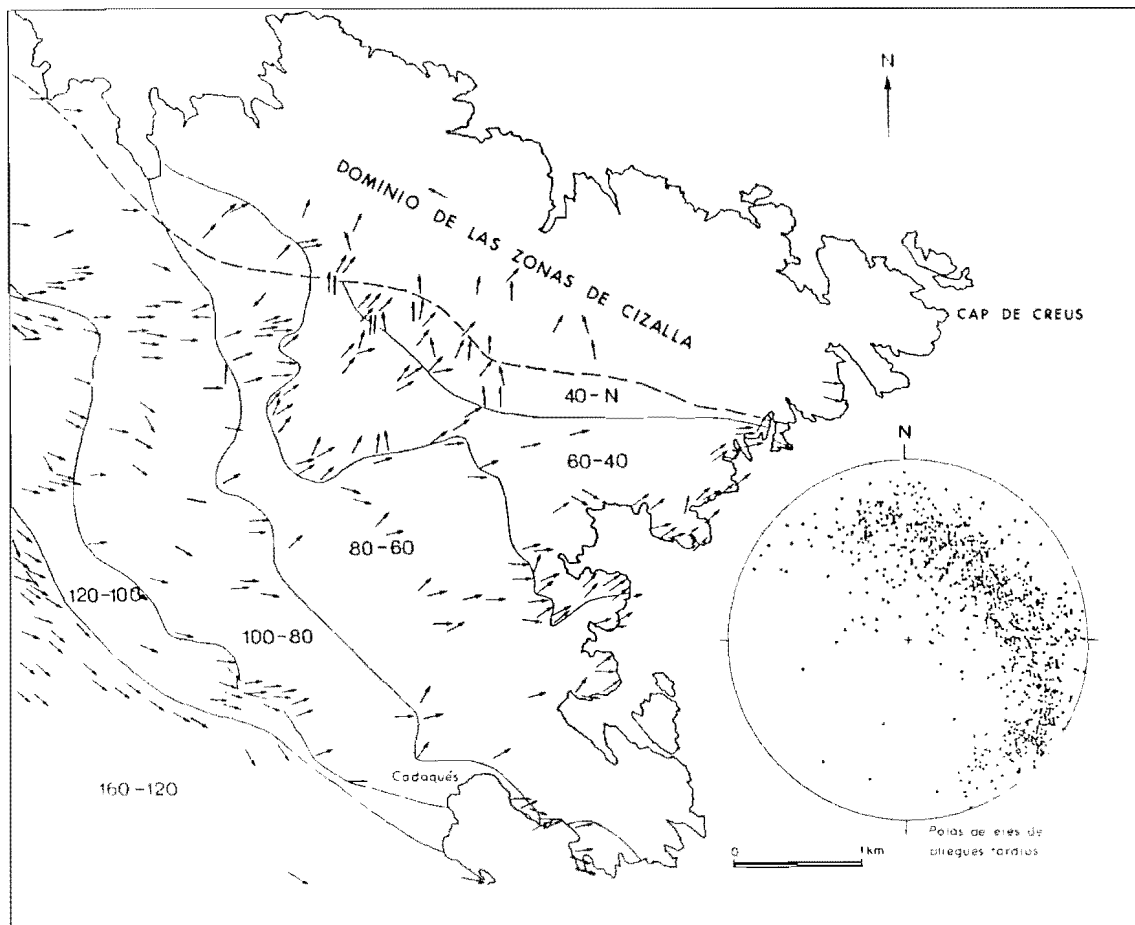 N
DOMINIO DE LAS ZONAS DE CIZALLA
CAP DE CREUS
40-N
60-40
N
80-60
120-100
100-80
Cadaqués
160-120
0 1km
Polos de ejes de
pliegues tardíos